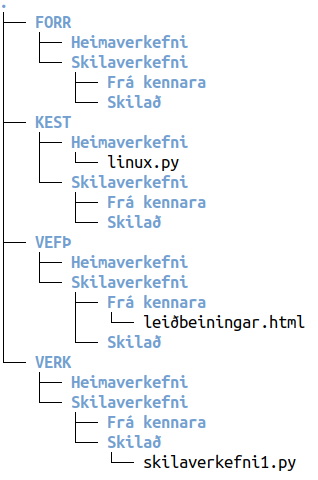 .
FORR
Heimaverkefni
Skilaverkefni
Frá kennara
Skilað
KEST
Heimaverkefni
linux.py
Skilaverkefni
Frá kennara
Skilað
VEFÞ
Heimaverkefni
Skilaverkefni
Frá kennara
leiðbeiningar.html
Skilað
VERK
Heimaverkefni
Skilaverkefni
Frá kennara
Skilað
skilaverkefni1.py